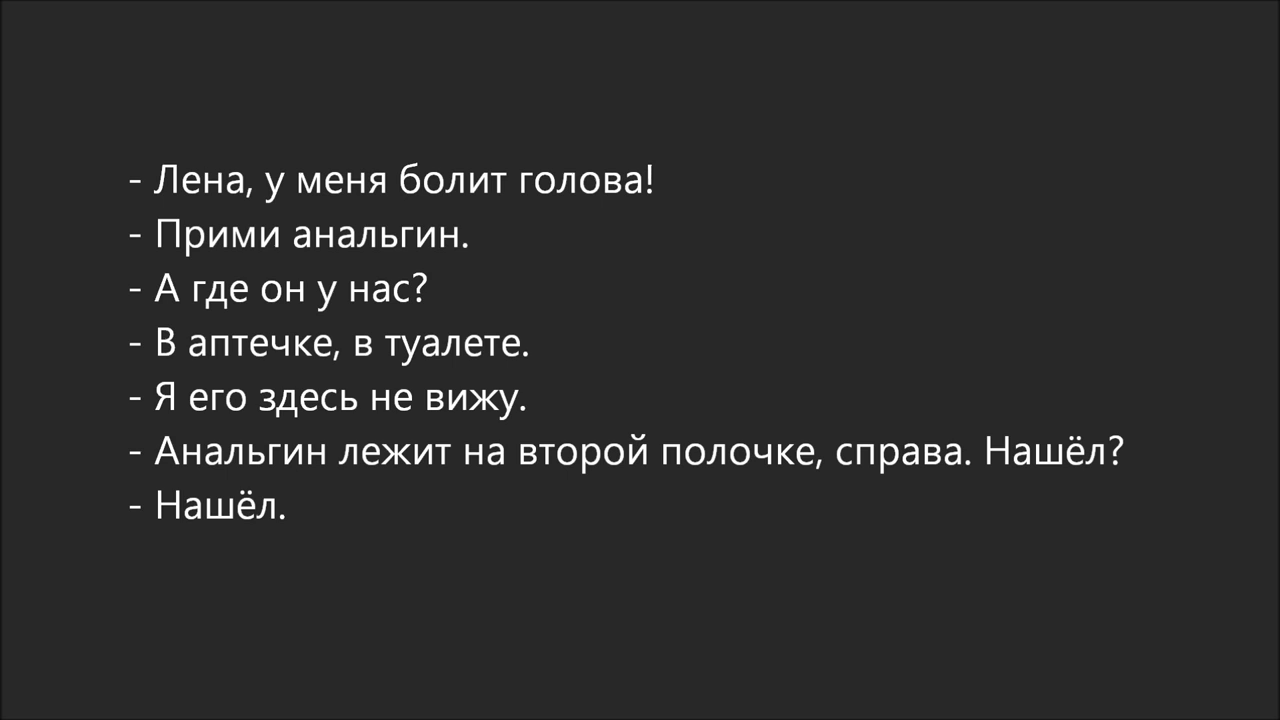 - Лена, у меня болит голова!
- Прими анальгин.
- А где он у нас?
- В аптечке, в туалете.
- Я его здесь не вижу.
- Анальгин лежит на второй полочке, справа. Нашёл?
- Нашёл.